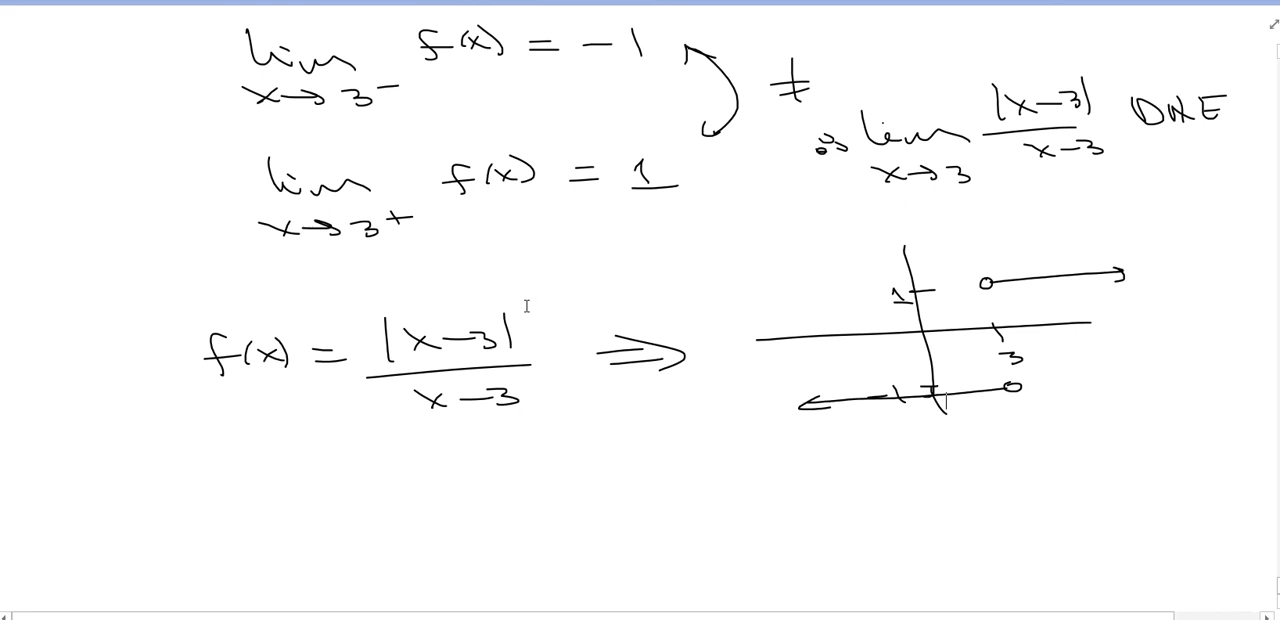 lim x→3⁻ f(x) = -1
≠
∴ lim x→3 |x-3|/(x-3) DNE
lim x→3⁺ f(x) = 1
f(x) = |x-3|/(x-3) ⇒
1
3
-1